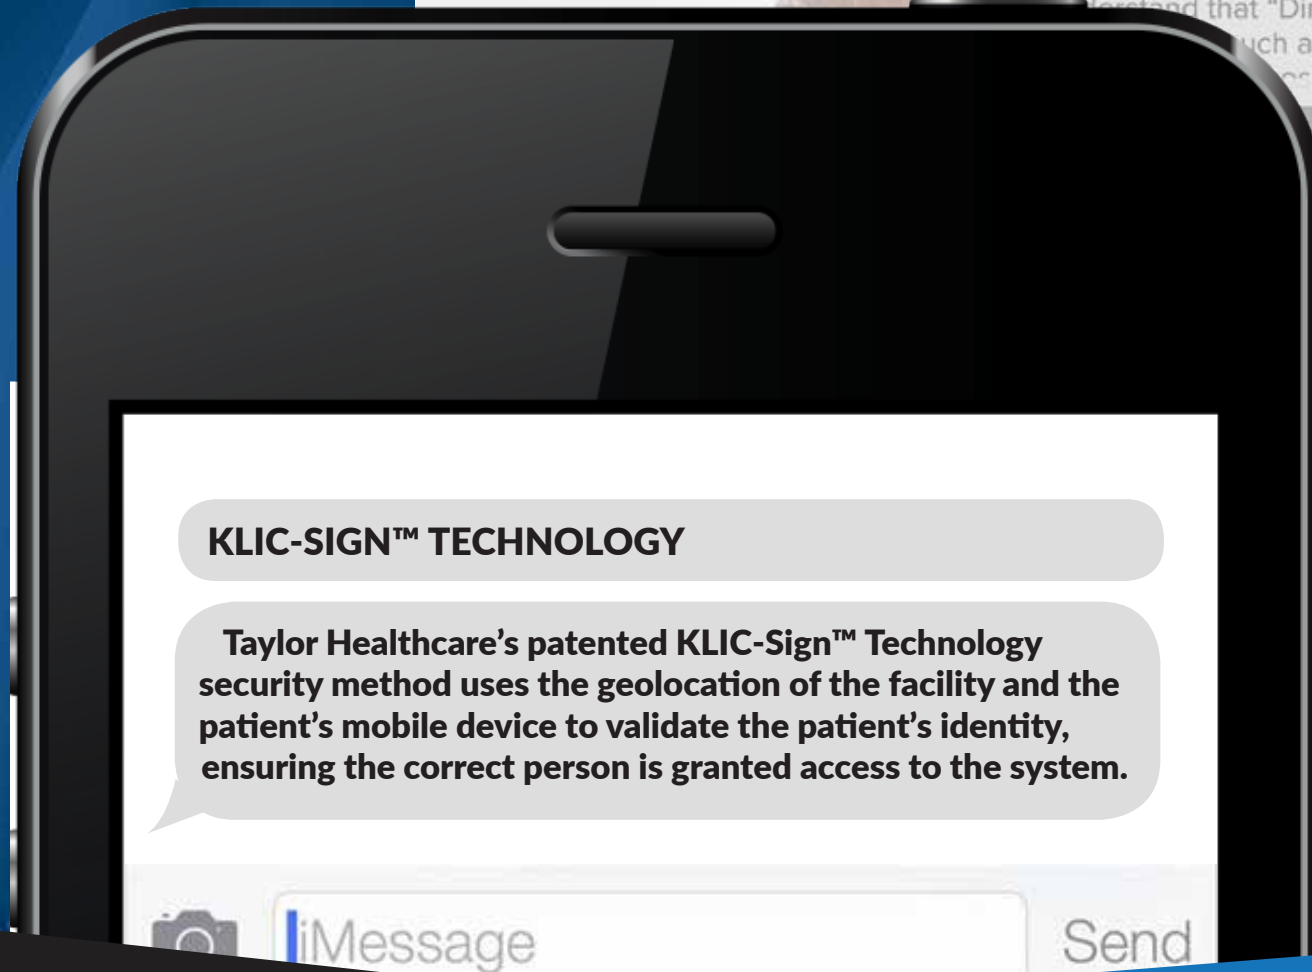 that "Di
KLIC-SIGN™ TECHNOLOGY
Taylor Healthcare’s patented KLIC-Sign™ Technology
security method uses the geolocation of the facility and the
patient’s mobile device to validate the patient’s identity,
ensuring the correct person is granted access to the system.
iMessage
Send